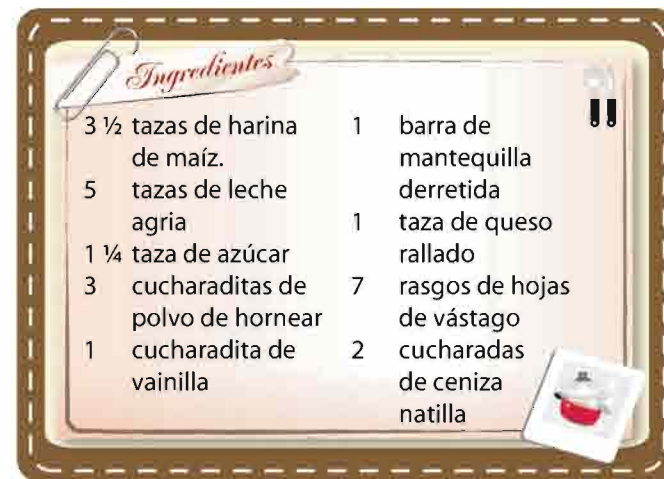 Ingredientes
3 ½ tazas de harina
de maíz.
5 tazas de leche
agria
1 ¼ taza de azúcar
3 cucharaditas de
polvo de hornear
1 cucharadita de
vainilla
1 barra de
mantequilla
derretida
1 taza de queso
rallado
7 rasgos de hojas
de vástago
2 cucharadas
de ceniza
natilla